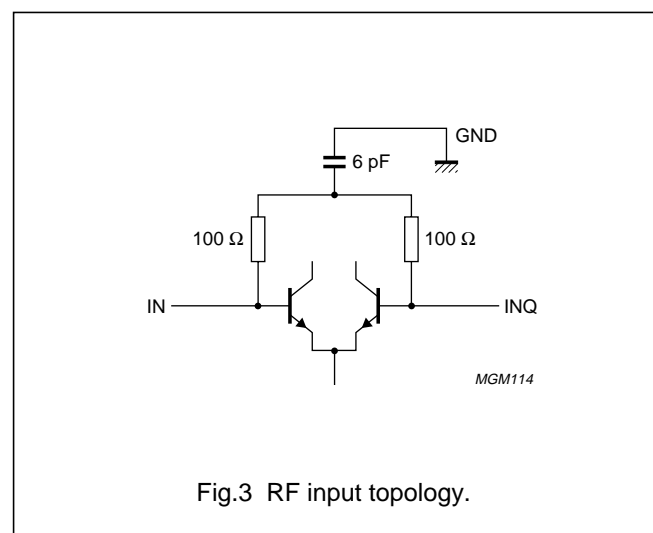 GND
6 pF
100 Ω
100 Ω
IN
INQ
MGM114
Fig.3 RF input topology.